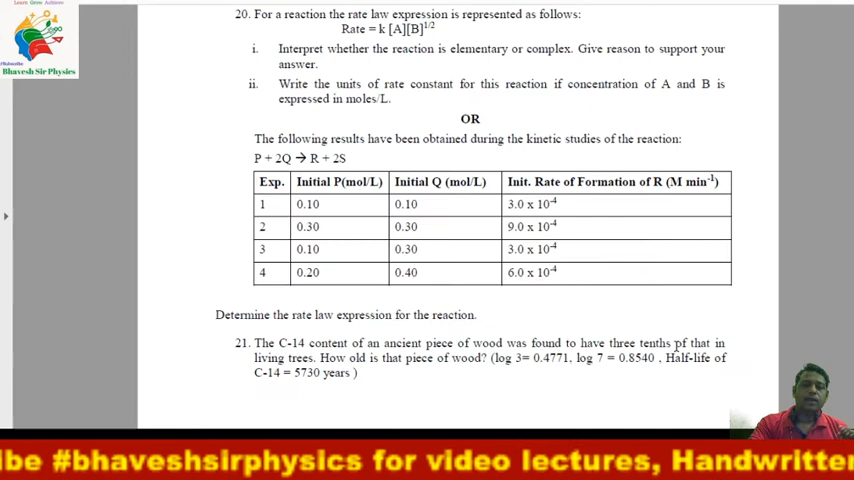 Learn Grow Achieve
#Subscribe
Bhavesh Sir Physics
20. For a reaction the rate law expression is represented as follows:
Rate = k [A][B]1/2
i. Interpret whether the reaction is elementary or complex. Give reason to support your
answer.
ii. Write the units of rate constant for this reaction if concentration of A and B is
expressed in moles/L.
OR
The following results have been obtained during the kinetic studies of the reaction:
P + 2Q → R + 2S
Exp. Initial P(mol/L) Initial Q (mol/L) Init. Rate of Formation of R (M min-1)
1 0.10 0.10 3.0 x 10-4
2 0.30 0.30 9.0 x 10-4
3 0.10 0.30 3.0 x 10-4
4 0.20 0.40 6.0 x 10-4
Determine the rate law expression for the reaction.
21. The C-14 content of an ancient piece of wood was found to have three tenths pf that in
living trees. How old is that piece of wood? (log 3= 0.4771, log 7 = 0.8540 , Half-life of
C-14 = 5730 years )
ibe #bhaveshsirphysics for video lectures, Handwritte